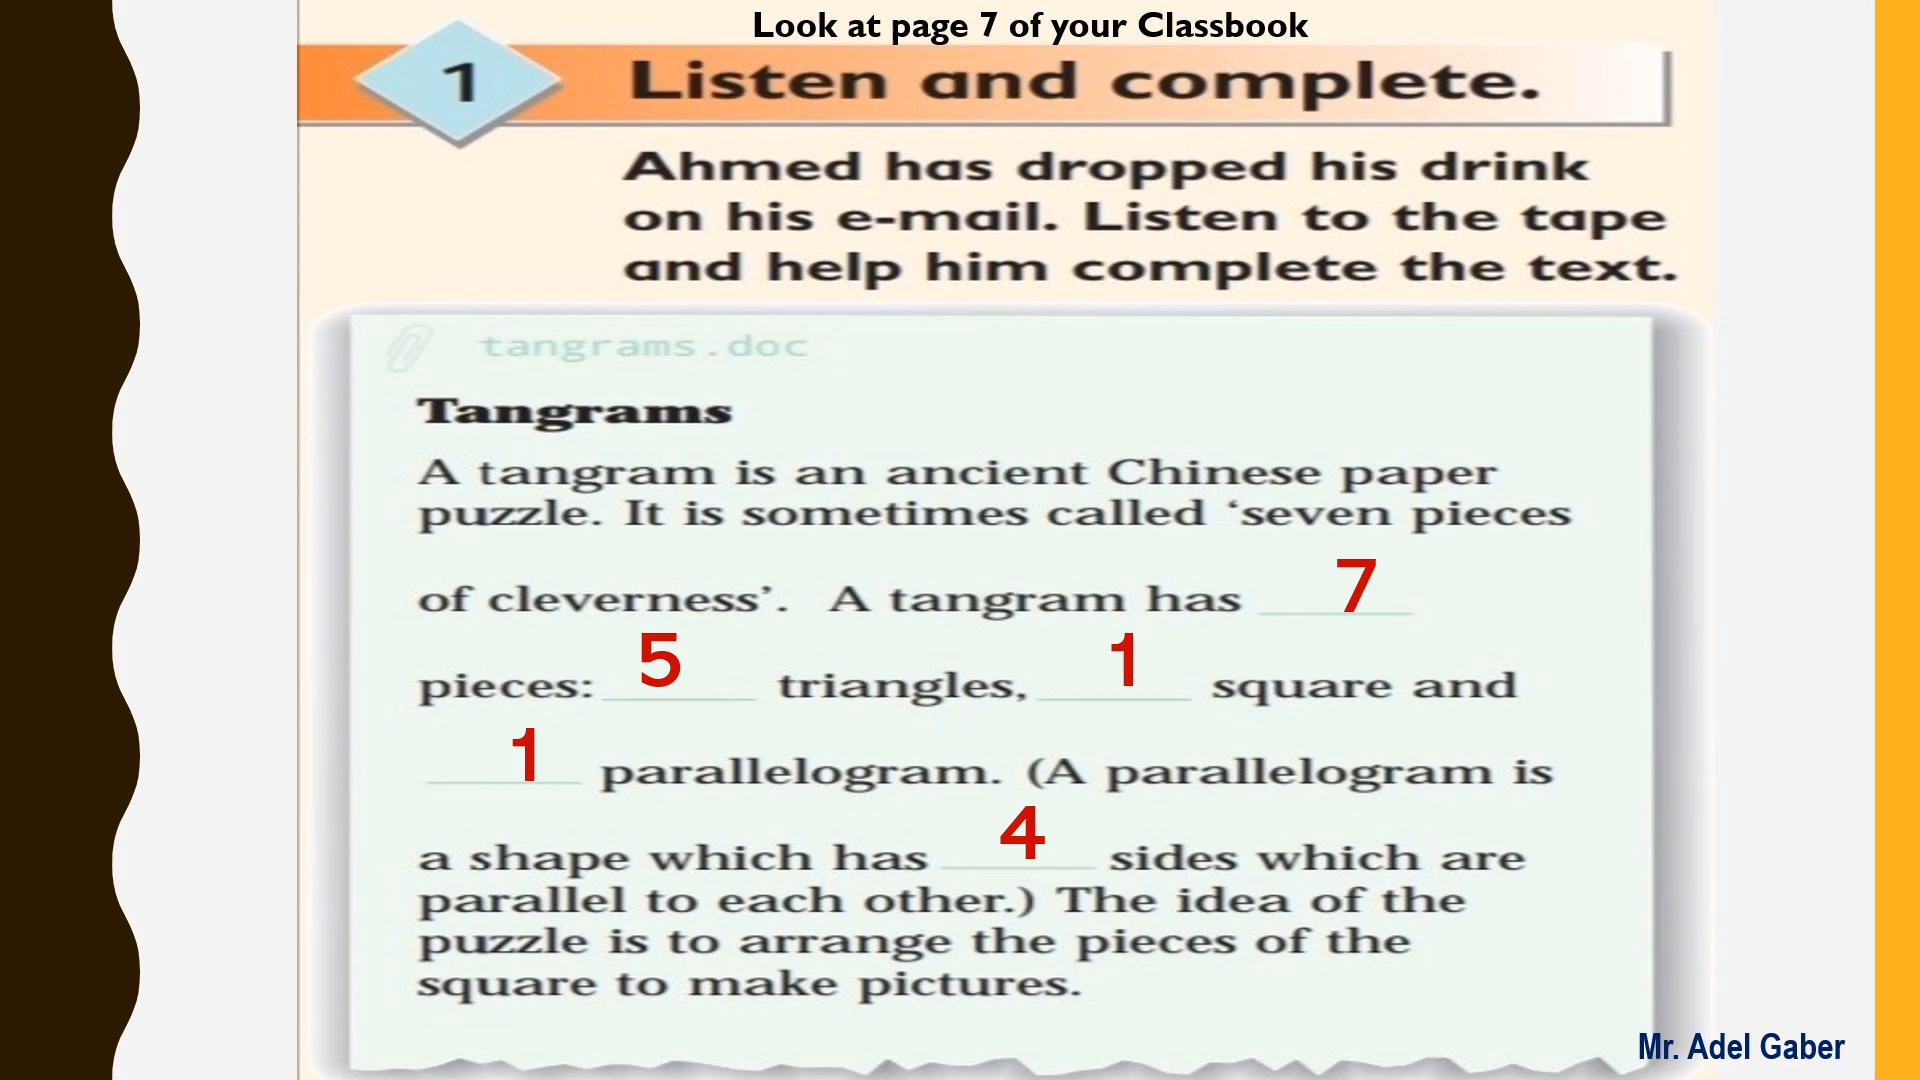 Look at page 7 of your Classbook
1 Listen and complete.
Ahmed has dropped his drink
on his e-mail. Listen to the tape
and help him complete the text.
tangrams.doc
Tangrams
A tangram is an ancient Chinese paper
puzzle. It is sometimes called ‘seven pieces
of cleverness’. A tangram has 7
pieces: 5 triangles, 1 square and
1 parallelogram. (A parallelogram is
a shape which has 4 sides which are
parallel to each other.) The idea of the
puzzle is to arrange the pieces of the
square to make pictures.
Mr. Adel Gaber